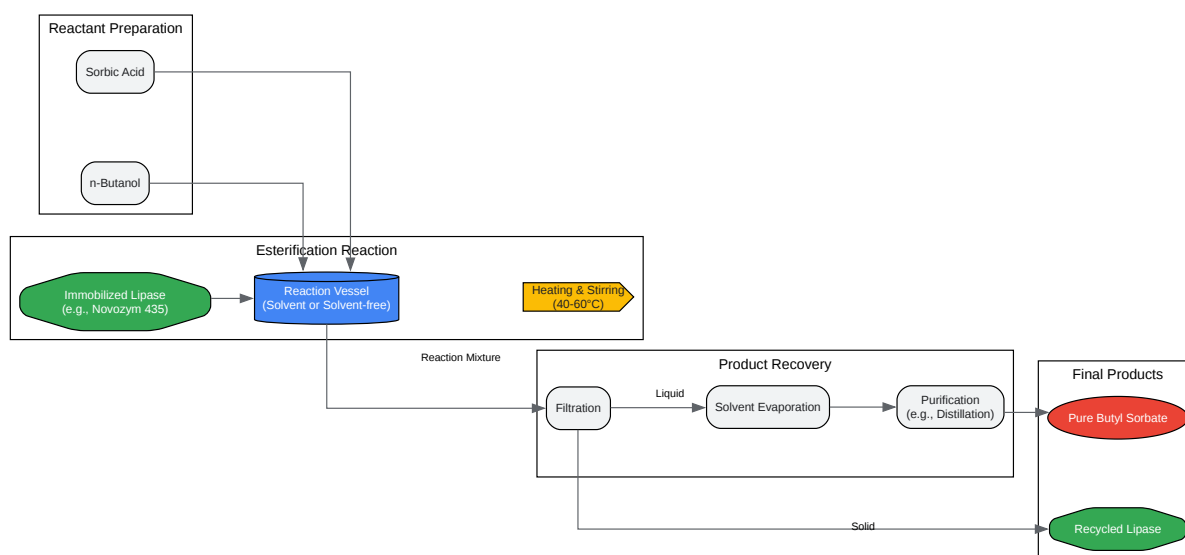 Reactant Preparation
Sorbic Acid
n-Butanol
Esterification Reaction
Immobilized Lipase
(e.g., Novozym 435)
Reaction Vessel
(Solvent or Solvent-free)
Heating & Stirring
(40-60°C)
Reaction Mixture
Product Recovery
Filtration
Liquid
Solvent Evaporation
Purification
(e.g., Distillation)
Final Products
Pure Butyl Sorbate
Solid
Recycled Lipase